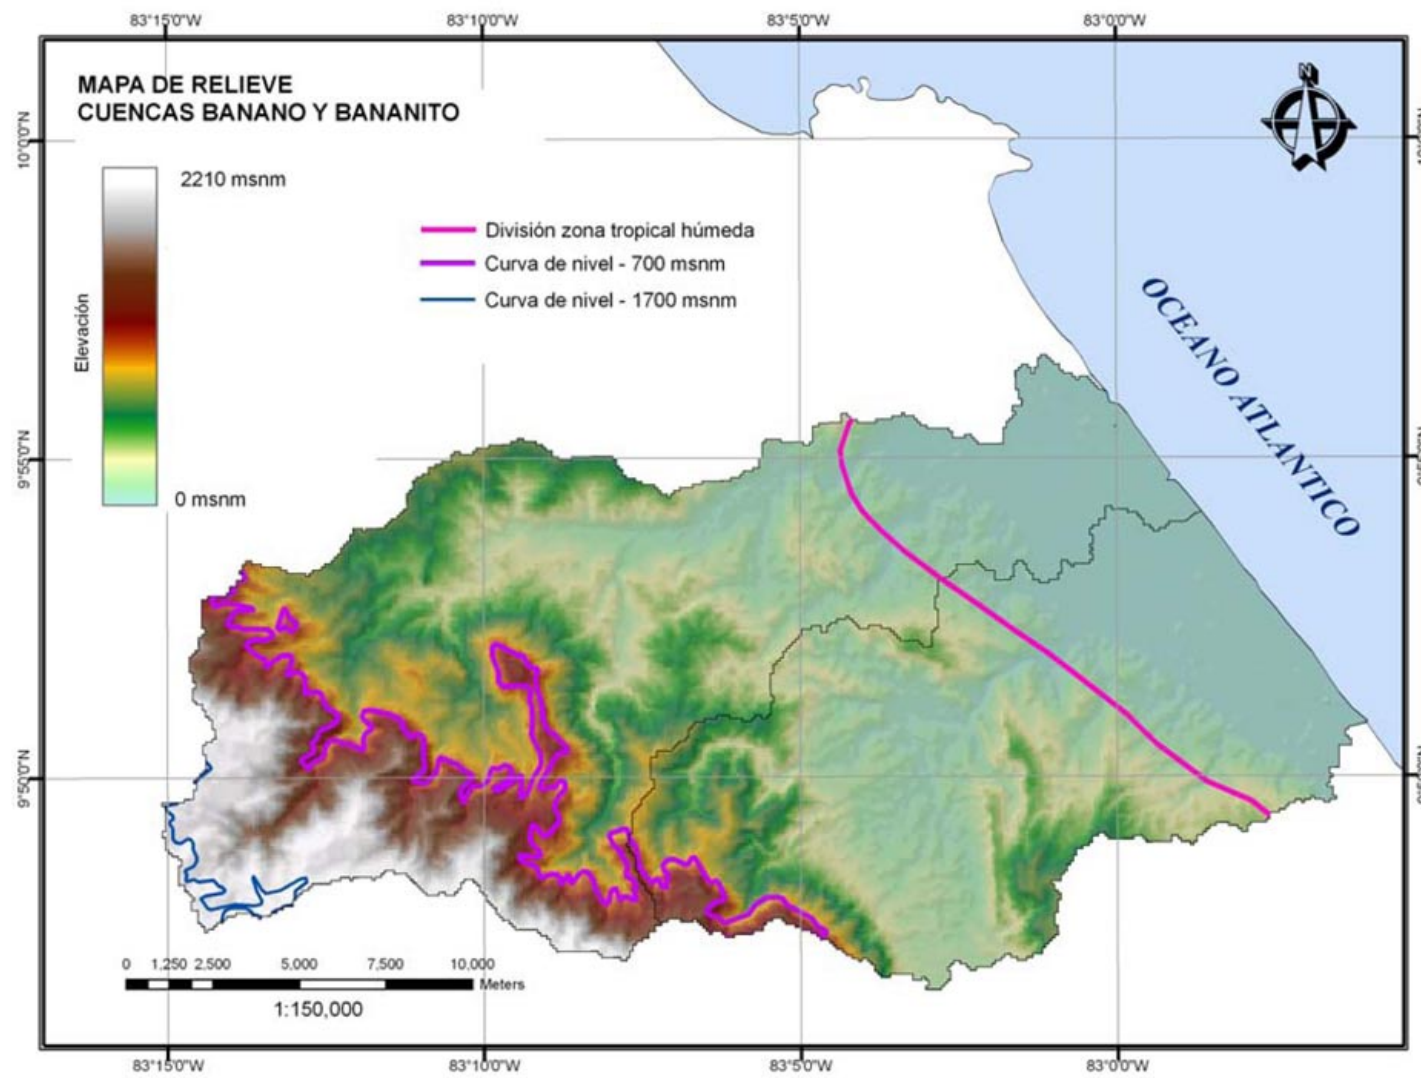 83°15'0"W 83°10'0"W 83°5'0"W 83°0'0"W
N
MAPA DE RELIEVE
CUENCAS BANANO Y BANANITO
10°0'0"N
2210 msnm
División zona tropical húmeda
Curva de nivel - 700 msnm
Curva de nivel - 1700 msnm
Elevación
OCEANO ATLANTICO
9°55'0"N
0 msnm
9°50'0"N
0 1,250 2,500 5,000 7,500 10,000
Meters
1:150,000
83°15'0"W 83°10'0"W 83°5'0"W 83°0'0"W